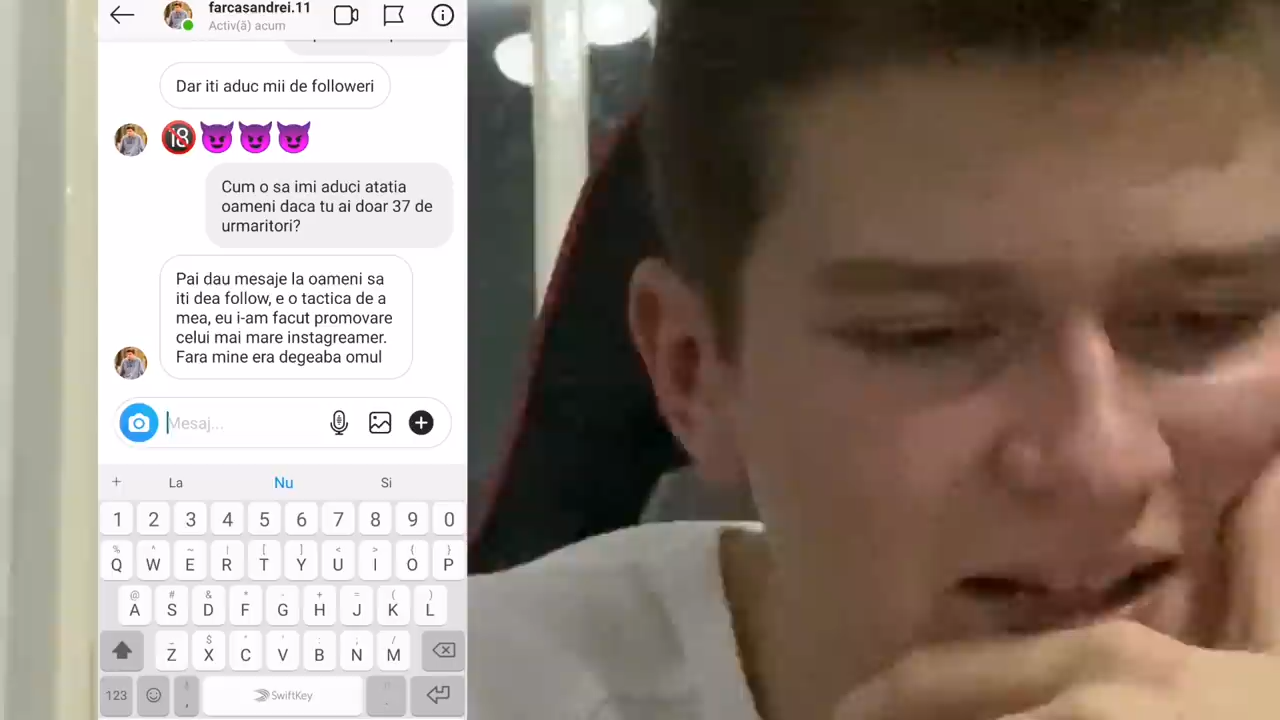 farcasandrei.11
Activ(ă) acum
Dar iti aduc mii de followeri
🔞😈😈😈
Cum o sa imi aduci atatia
oameni daca tu ai doar 37 de
urmaritori?
Pai dau mesaje la oameni sa
iti dea follow, e o tactica de a
mea, eu i-am facut promovare
celui mai mare instagreamer.
Fara mine era degeaba omul
Mesaj...
+ La Nu Si
1 2 3 4 5 6 7 8 9 0
% ^ ~ | [ ] < > { }
Q W E R T Y U I O P
@ # & * - + = ( )
A S D F G H J K L
_ $ " ' : ; /
Z X C V B N M
123 , SwiftKey .